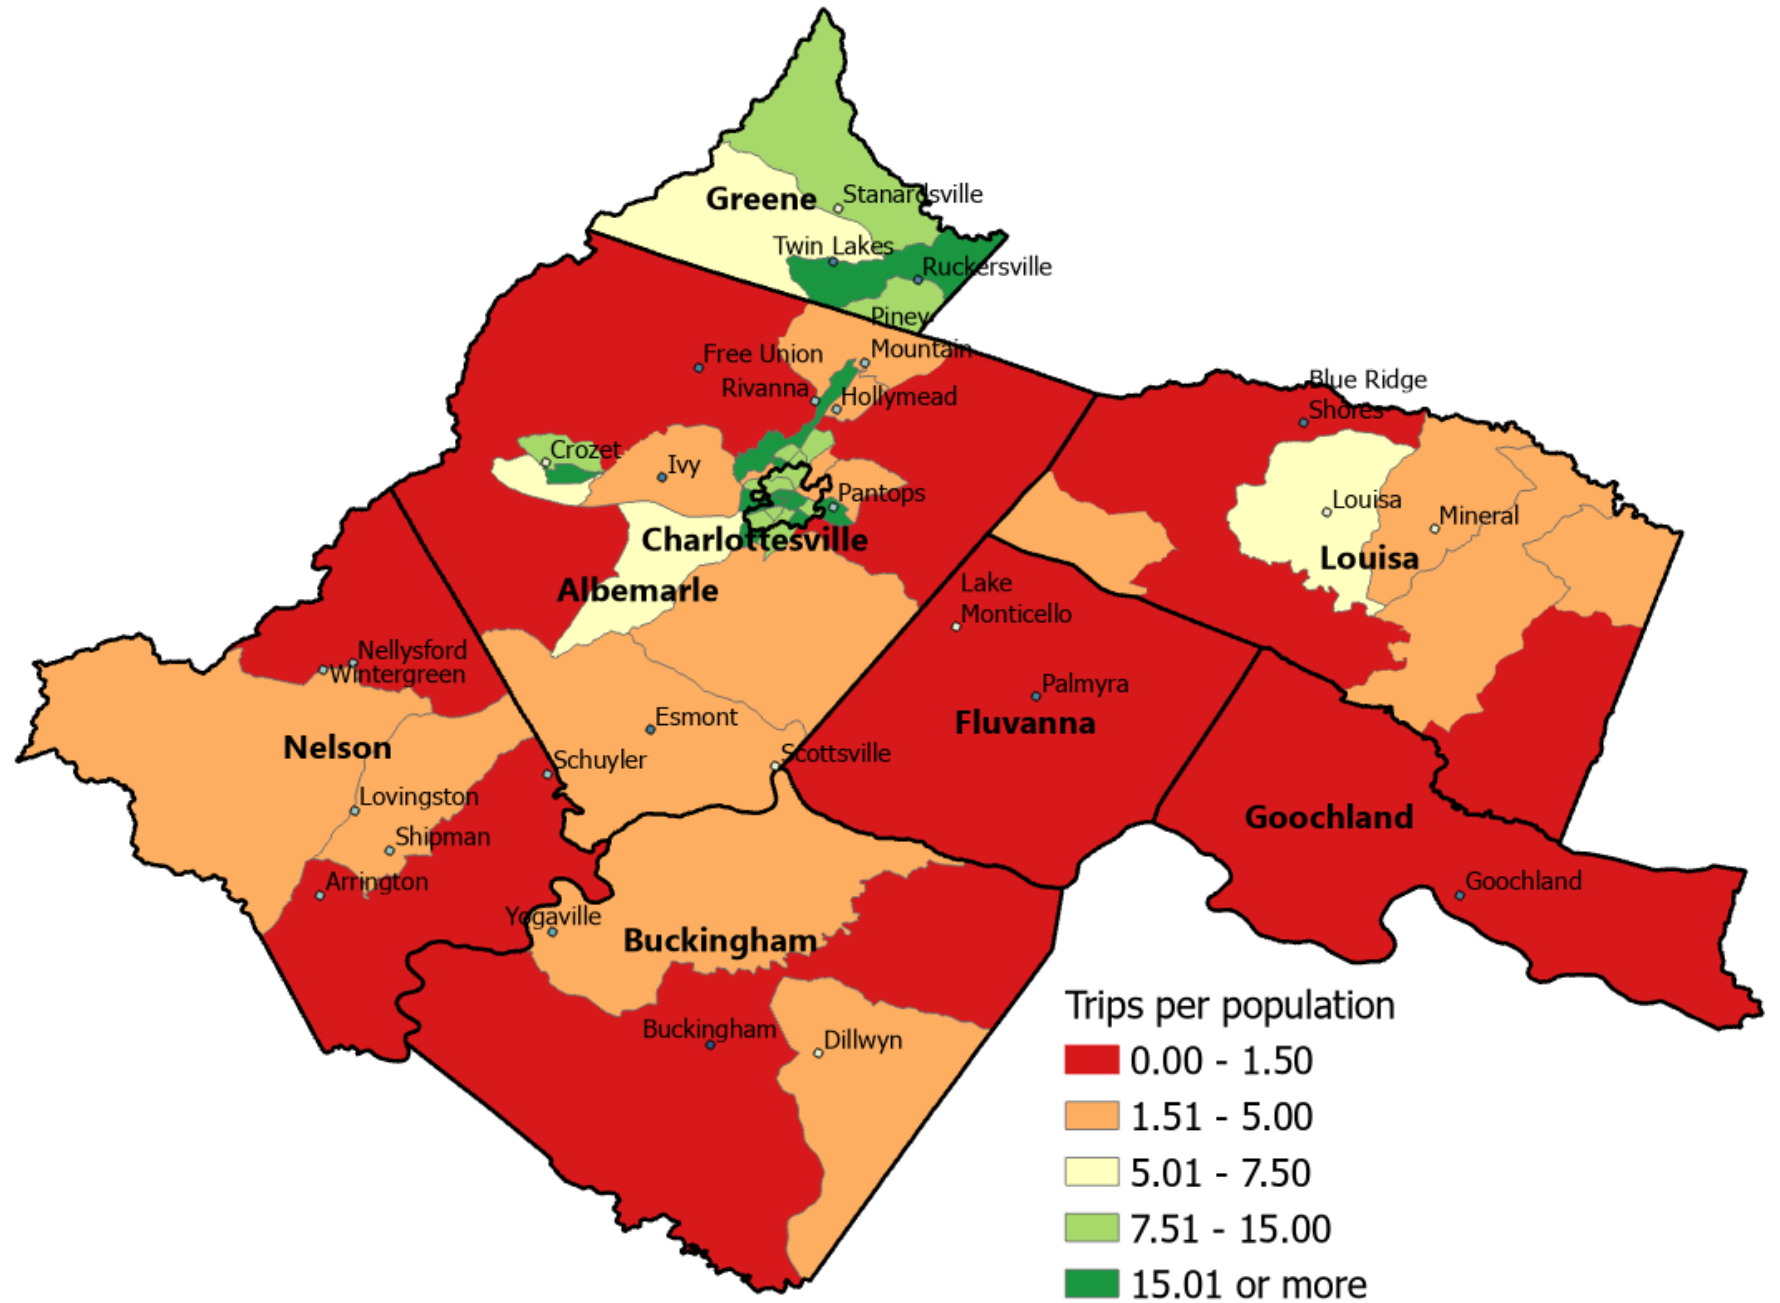 Greene
Stanardsville
Twin Lakes
Ruckersville
Piney
Mountain
Free Union
Rivanna
Hollymead
Blue Ridge
Shores
Crozet
Ivy
Pantops
Louisa
Mineral
Charlottesville
Louisa
Albemarle
Lake
Monticello
Nellysford
Wintergreen
Palmyra
Esmont
Fluvanna
Nelson
Scottsville
Schuyler
Lovingston
Goochland
Shipman
Arrington
Goochland
Yogaville
Buckingham
Buckingham
Dillwyn
Trips per population
0.00 - 1.50
1.51 - 5.00
5.01 - 7.50
7.51 - 15.00
15.01 or more